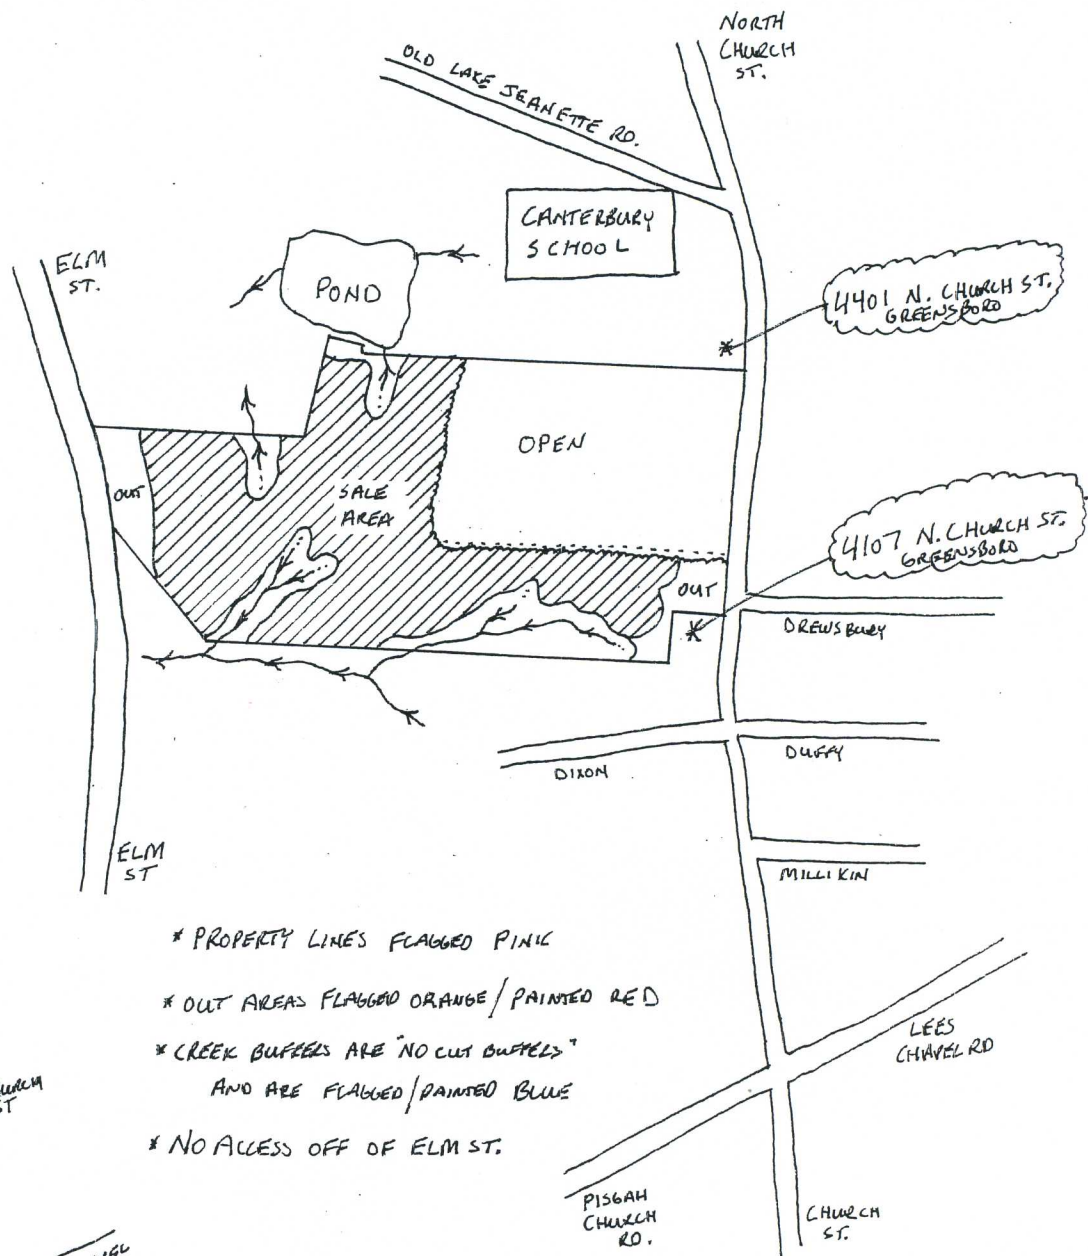 NORTH
CHURCH
ST.
OLD LAKE JEANETTE RD.
CANTERBURY
SCHOOL
ELM
ST.
POND
4401 N. CHURCH ST.
GREENSBORO
OPEN
OUT
SALE
AREA
4107 N. CHURCH ST.
GREENSBORO
OUT
DREWSBURY
DIXON
DUFFY
ELM
ST
MILLIKIN
* PROPERTY LINES FLAGGED PINK
* OUT AREAS FLAGGED ORANGE/PAINTED RED
* CREEK BUFFERS ARE "NO CUT BUFFERS"
AND ARE FLAGGED/PAINTED BLUE
* NO ACCESS OFF OF ELM ST.
LEES
CHAPEL RD
PISGAH
CHURCH
RD.
CHURCH
ST.
ST